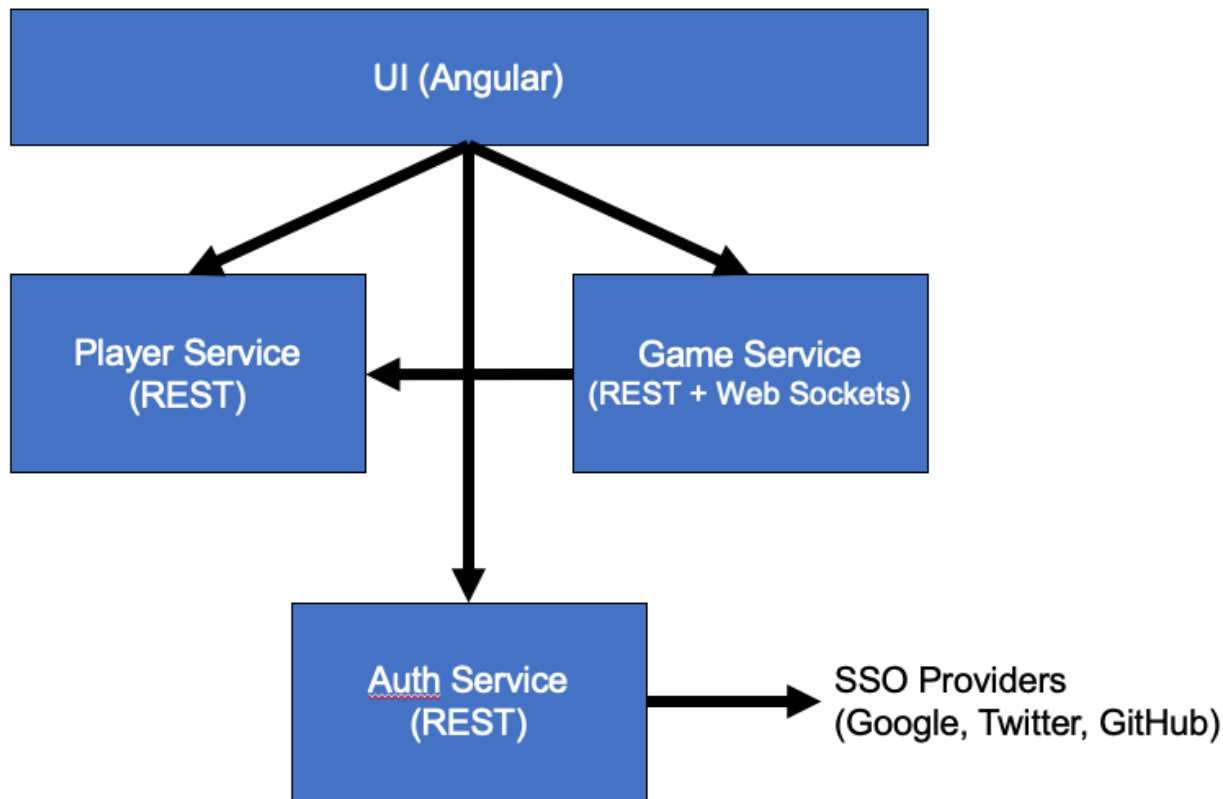 UI (Angular)
Player Service
(REST)
Game Service
(REST + Web Sockets)
Auth Service
(REST)
SSO Providers
(Google, Twitter, GitHub)